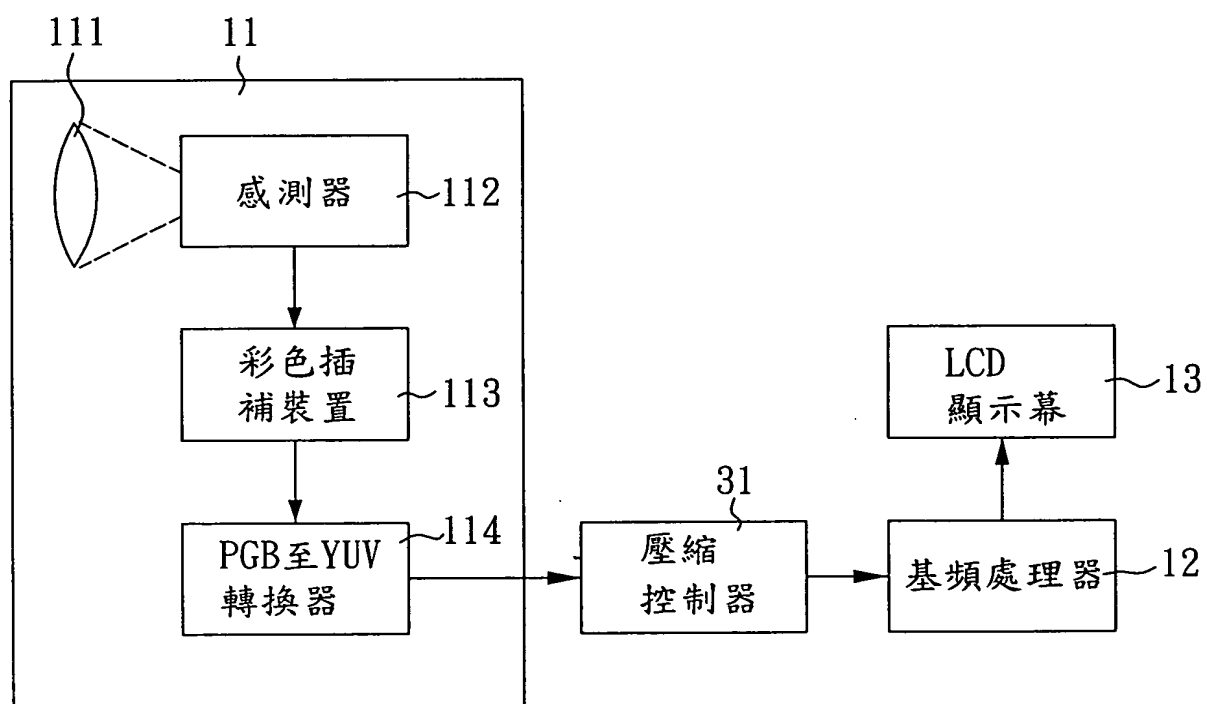 111
11
感測器
112
彩色插
補裝置
113
PGB至YUV
轉換器
114
31
壓縮
控制器
LCD
顯示幕
13
基頻處理器
12